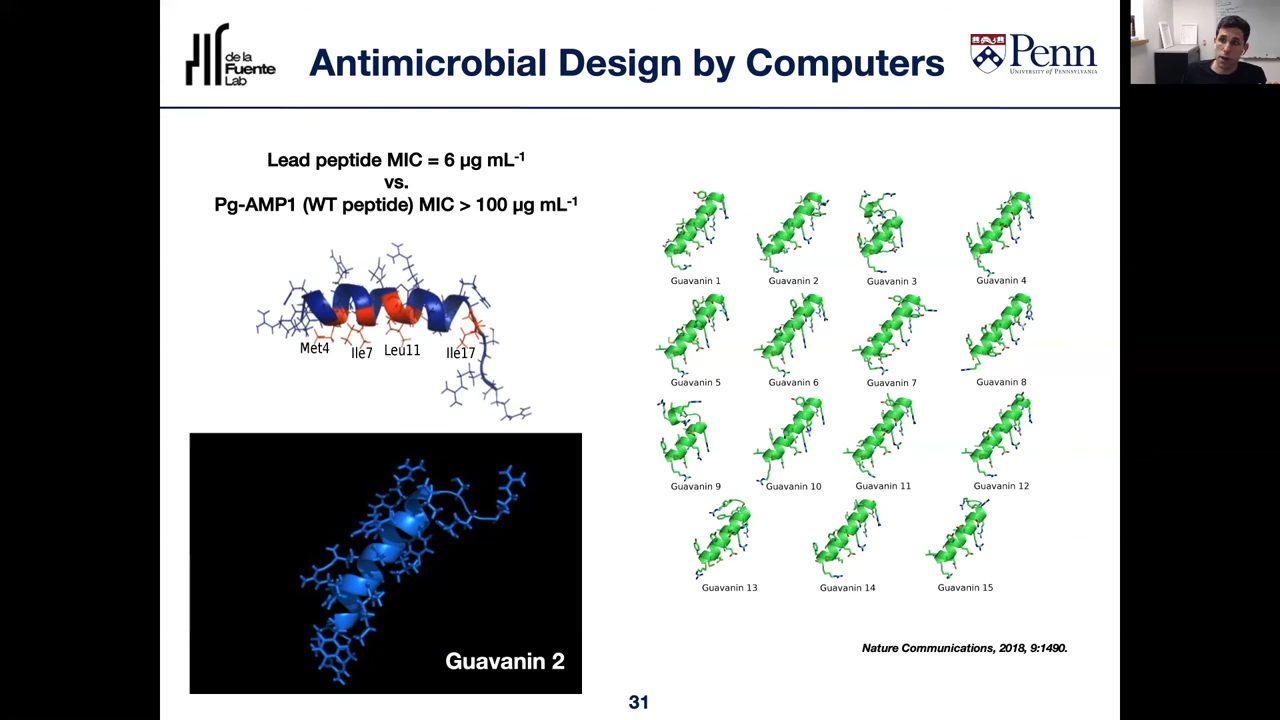 de la
Fuente
Lab
Antimicrobial Design by Computers
Penn
UNIVERSITY of PENNSYLVANIA
Lead peptide MIC = 6 µg mL-1
vs.
Pg-AMP1 (WT peptide) MIC > 100 µg mL-1
Met4 Ile7 Leu11 Ile17
Guavanin 2
Guavanin 1 Guavanin 2 Guavanin 3 Guavanin 4
Guavanin 5 Guavanin 6 Guavanin 7 Guavanin 8
Guavanin 9 Guavanin 10 Guavanin 11 Guavanin 12
Guavanin 13 Guavanin 14 Guavanin 15
Nature Communications, 2018, 9:1490.
31